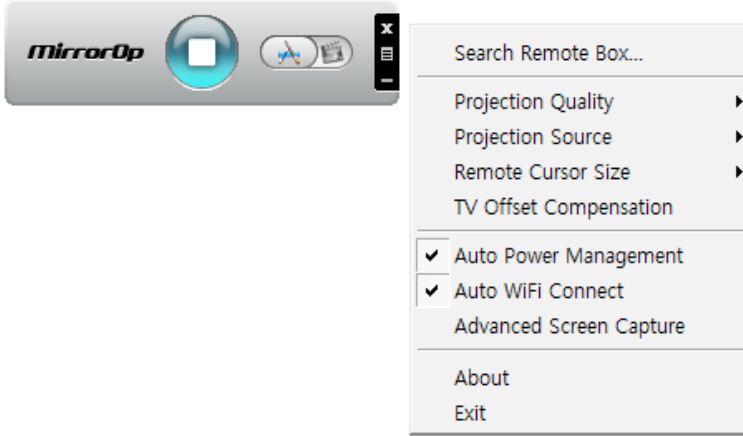 MirrorOp
x
Search Remote Box...
Projection Quality
Projection Source
Remote Cursor Size
TV Offset Compensation
Auto Power Management
Auto WiFi Connect
Advanced Screen Capture
About
Exit